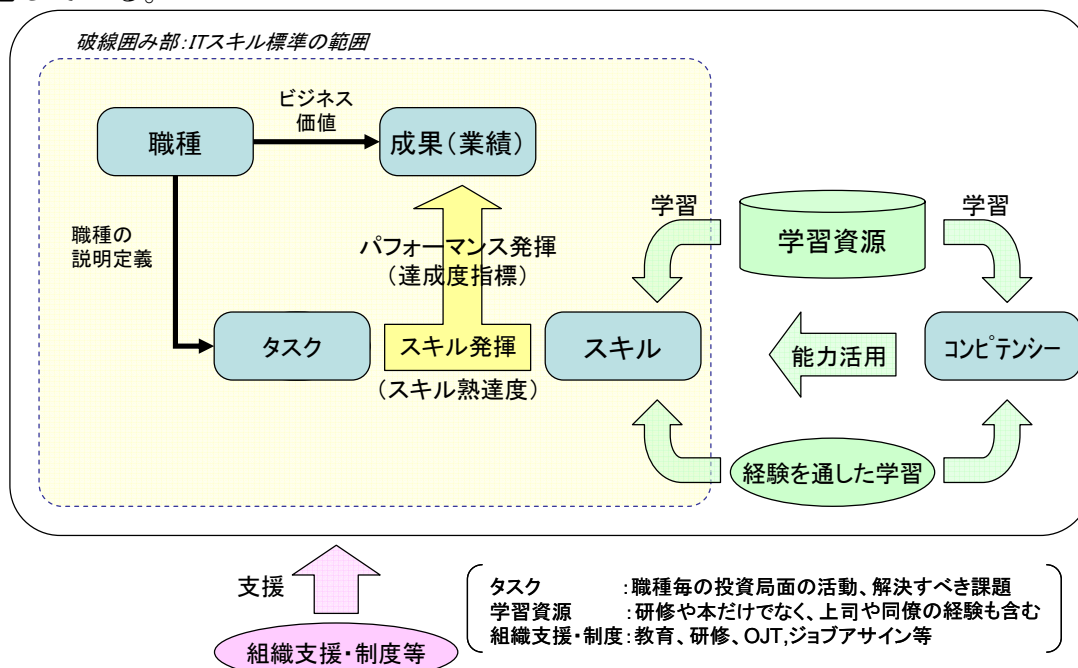 破線囲み部:ITスキル標準の範囲
ビジネス
価値
職種
成果(業績)
学習
学習
学習資源
職種の
説明定義
パフォーマンス発揮
(達成度指標)
タスク
スキル発揮
スキル
能力活用
コンピテンシー
(スキル熟達度)
経験を通した学習
支援
タスク :職種毎の投資局面の活動、解決すべき課題
学習資源 :研修や本だけでなく、上司や同僚の経験も含む
組織支援・制度:教育、研修、OJT,ジョブアサイン等
組織支援・制度等